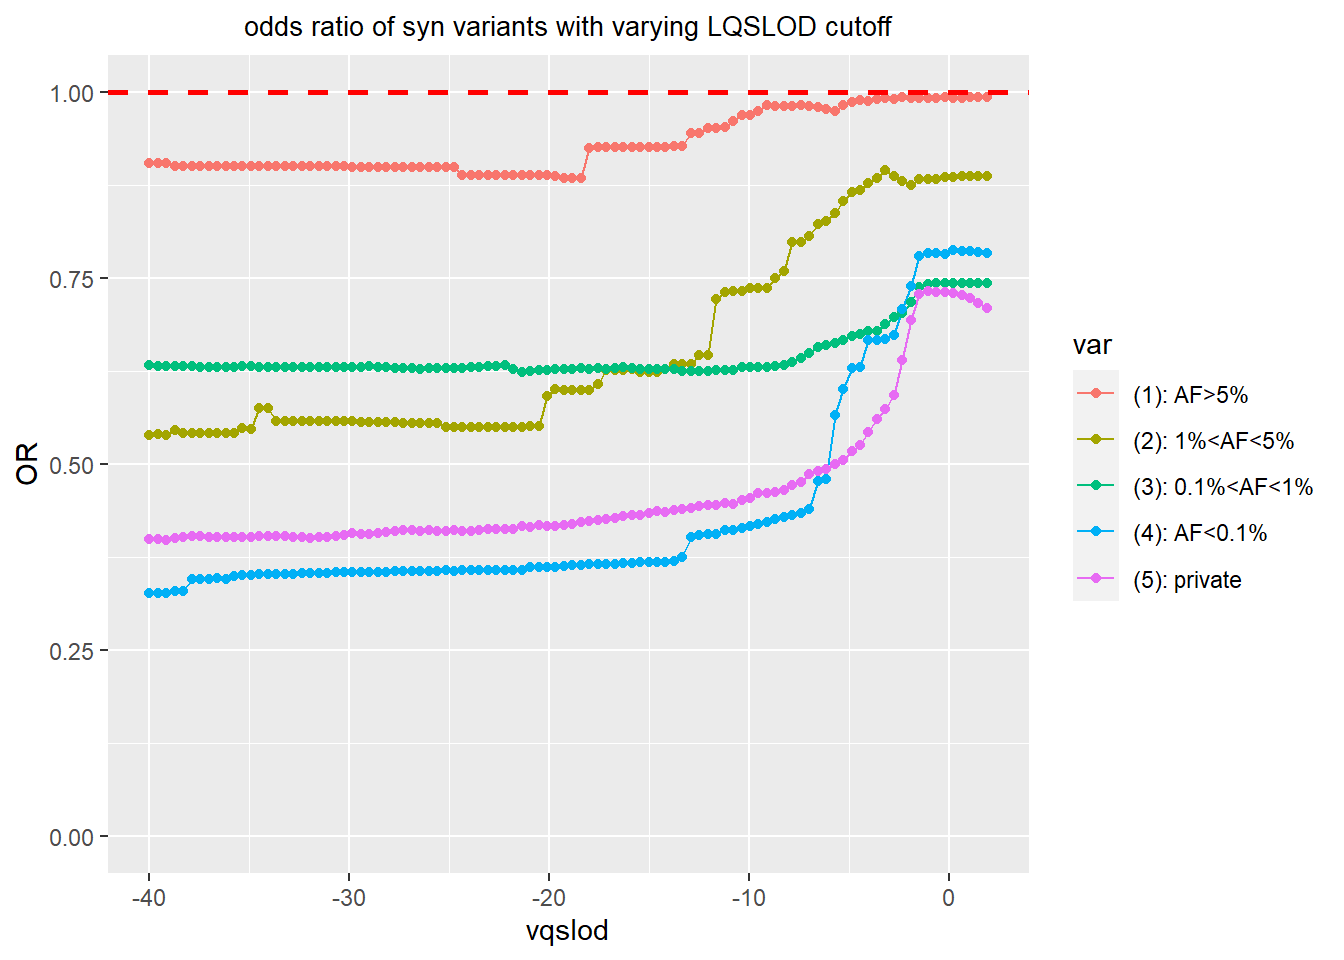 odds ratio of syn variants with varying LQSLOD cutoff
OR
1.00
0.75
0.50
0.25
0.00
-40
-30
-20
-10
0
vqslod
var
(1): AF>5%
(2): 1%<AF<5%
(3): 0.1%<AF<1%
(4): AF<0.1%
(5): private